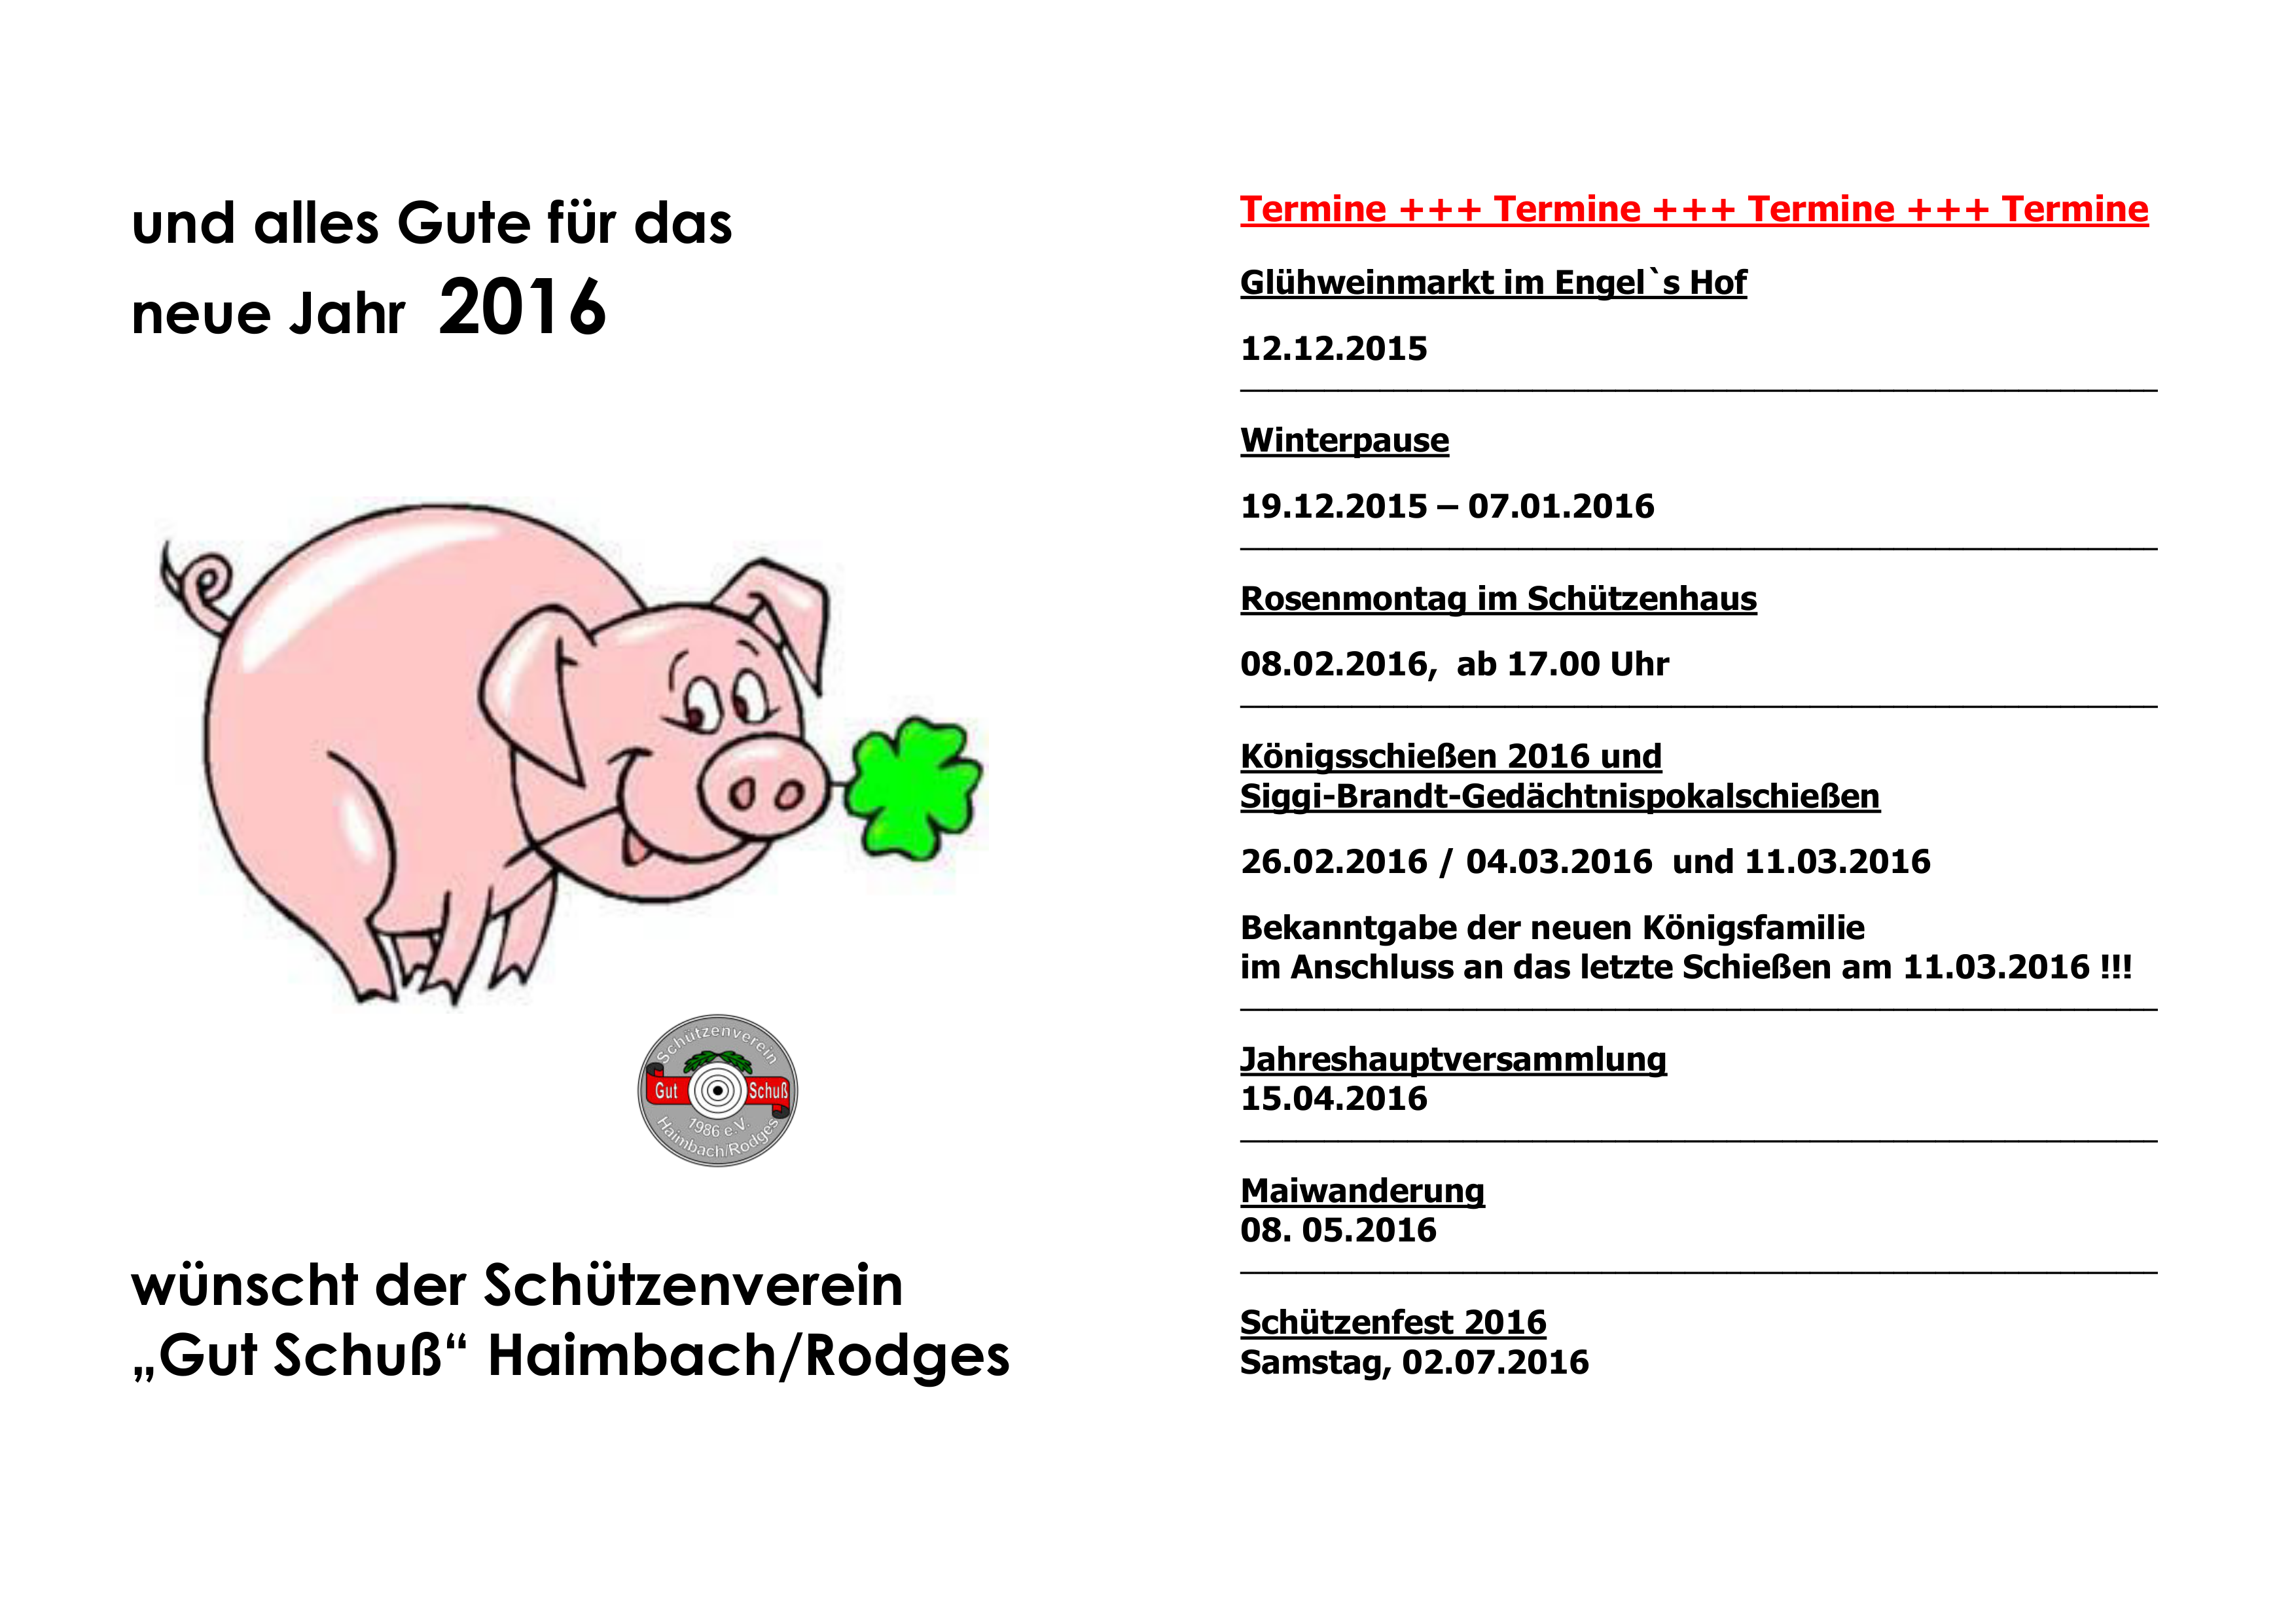 und alles Gute für das
neue Jahr 2016
Schützenverein
Gut Schuß
1986 e.V.
Haimbach/Rodges
wünscht der Schützenverein
„Gut Schuß“ Haimbach/Rodges
Termine +++ Termine +++ Termine +++ Termine
Glühweinmarkt im Engel`s Hof
12.12.2015
Winterpause
19.12.2015 – 07.01.2016
Rosenmontag im Schützenhaus
08.02.2016, ab 17.00 Uhr
Königsschießen 2016 und
Siggi-Brandt-Gedächtnispokalschießen
26.02.2016 / 04.03.2016 und 11.03.2016
Bekanntgabe der neuen Königsfamilie
im Anschluss an das letzte Schießen am 11.03.2016 !!!
Jahreshauptversammlung
15.04.2016
Maiwanderung
08. 05.2016
Schützenfest 2016
Samstag, 02.07.2016